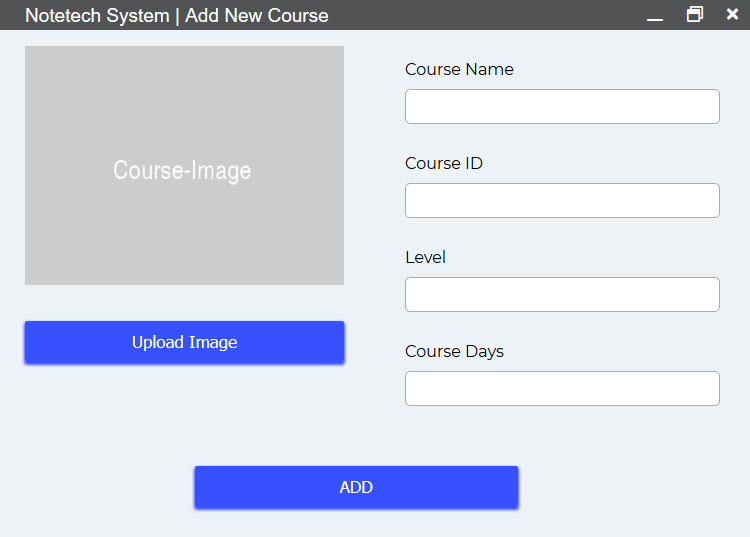 Notetech System | Add New Course
Course-Image
Upload Image
Course Name
Course ID
Level
Course Days
ADD